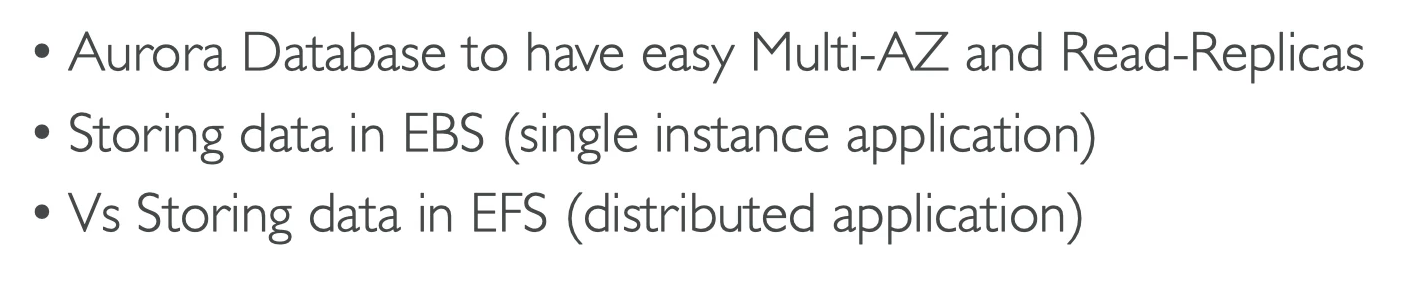 • Aurora Database to have easy Multi-AZ and Read-Replicas
• Storing data in EBS (single instance application)
• Vs Storing data in EFS (distributed application)